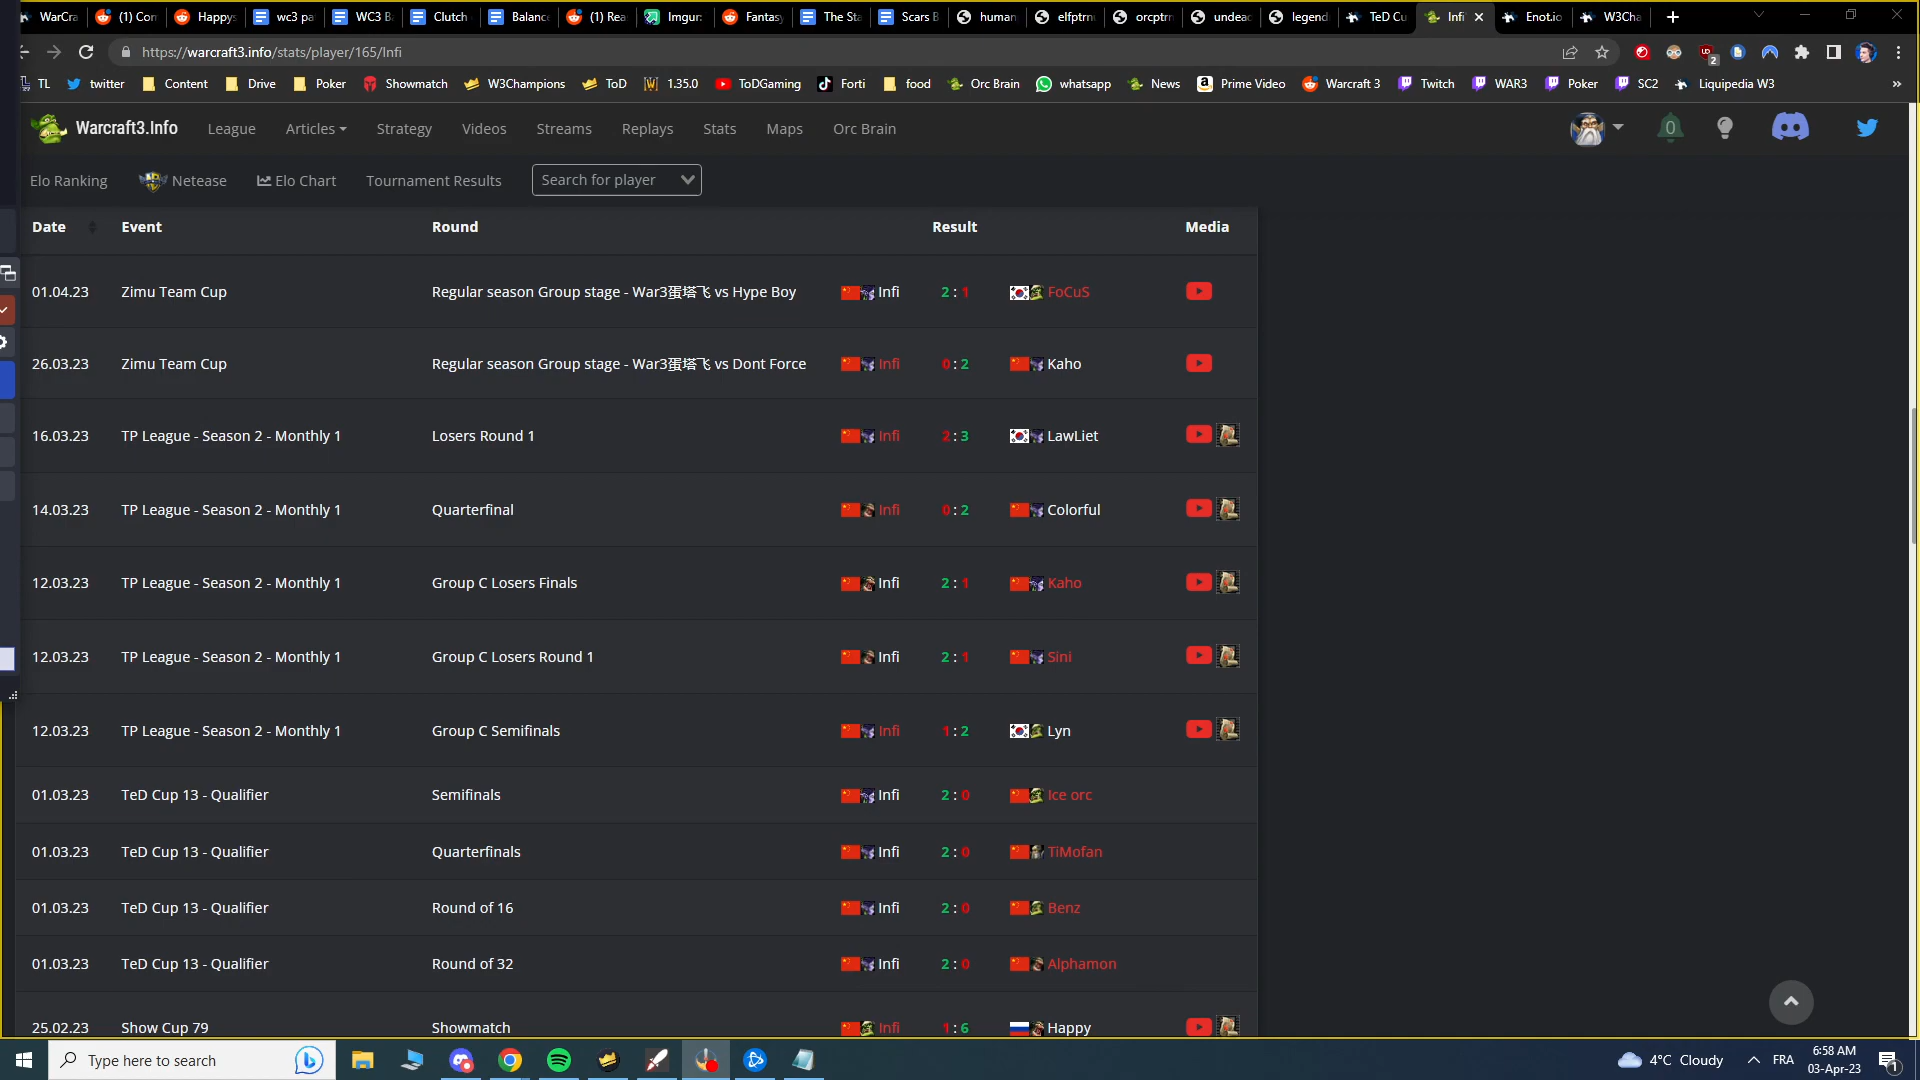 WarCra
(1) Con
Happys
wc3 pa
WC3 B
Clutch
Balance
(1) Rea
Imgur:
Fantasy
The Sta
Scars B
human
elfptrn
orcptrn
undead
legend
TeD Cu
Infi
Enot.io
W3Cha
https://warcraft3.info/stats/player/165/Infi
2
TL twitter Content Drive Poker Showmatch W3Champions ToD 1.35.0 ToDGaming Forti food Orc Brain whatsapp News Prime Video Warcraft 3 Twitch WAR3 Poker SC2 Liquipedia W3 »
Warcraft3.Info League Articles Strategy Videos Streams Replays Stats Maps Orc Brain 0
Elo Ranking Netease Elo Chart Tournament Results Search for player
Date Event Round Result Media
01.04.23 Zimu Team Cup Regular season Group stage - War3蛋塔飞 vs Hype Boy Infi 2 : 1 FoCuS
26.03.23 Zimu Team Cup Regular season Group stage - War3蛋塔飞 vs Dont Force Infi 0 : 2 Kaho
16.03.23 TP League - Season 2 - Monthly 1 Losers Round 1 Infi 2 : 3 LawLiet
14.03.23 TP League - Season 2 - Monthly 1 Quarterfinal Infi 0 : 2 Colorful
12.03.23 TP League - Season 2 - Monthly 1 Group C Losers Finals Infi 2 : 1 Kaho
12.03.23 TP League - Season 2 - Monthly 1 Group C Losers Round 1 Infi 2 : 1 Sini
12.03.23 TP League - Season 2 - Monthly 1 Group C Semifinals Infi 1 : 2 Lyn
01.03.23 TeD Cup 13 - Qualifier Semifinals Infi 2 : 0 Ice orc
01.03.23 TeD Cup 13 - Qualifier Quarterfinals Infi 2 : 0 TiMofan
01.03.23 TeD Cup 13 - Qualifier Round of 16 Infi 2 : 0 Benz
01.03.23 TeD Cup 13 - Qualifier Round of 32 Infi 2 : 0 Alphamon
25.02.23 Show Cup 79 Showmatch Infi 1 : 6 Happy
Type here to search
4°C Cloudy
FRA
6:58 AM
03-Apr-23
1